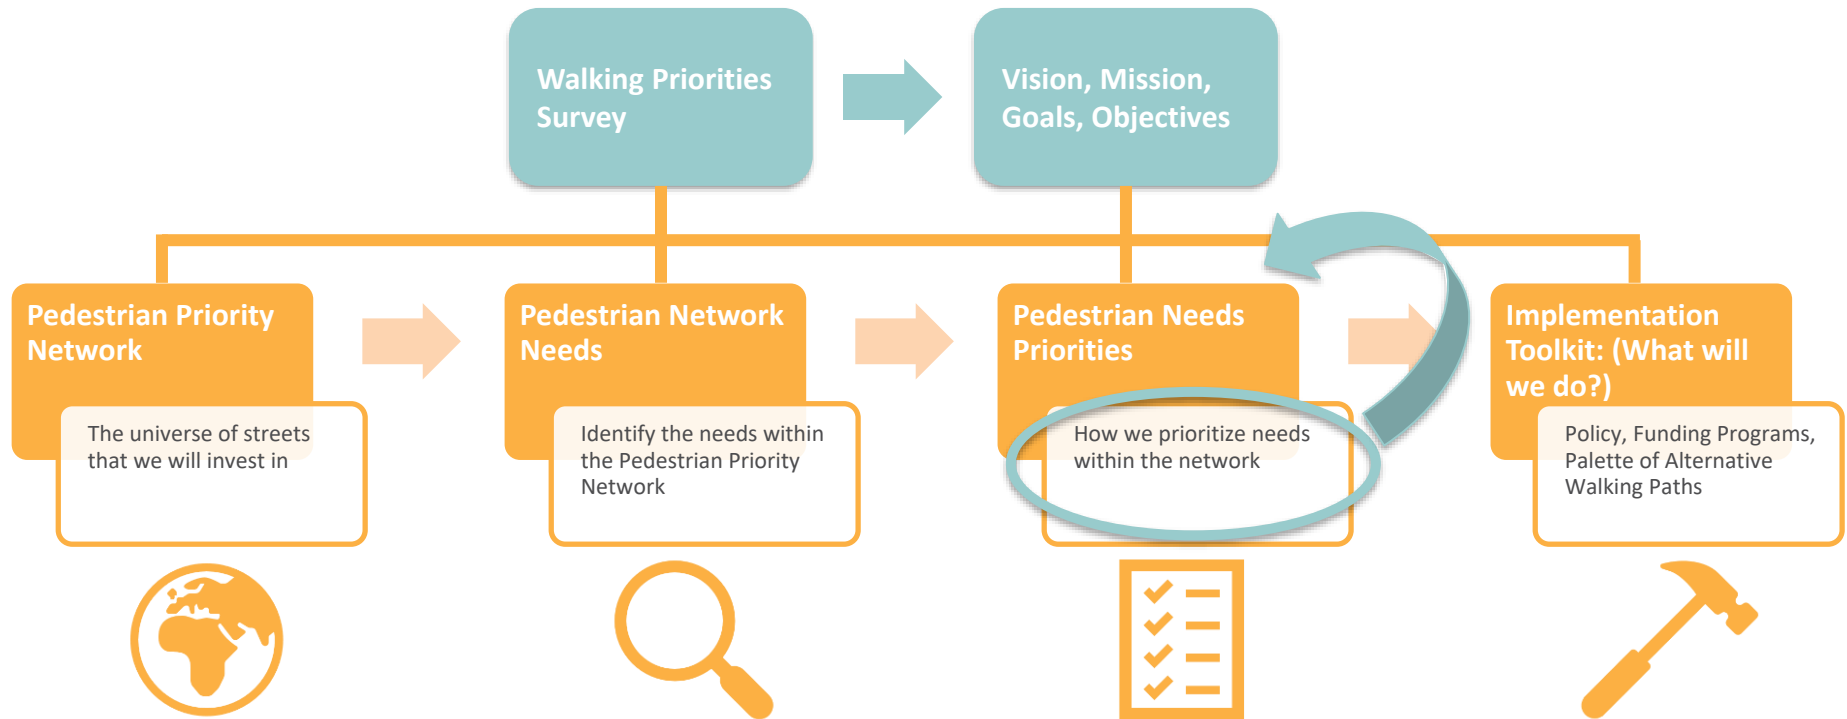 Walking Priorities
Survey
Vision, Mission,
Goals, Objectives
Pedestrian Priority
Network
The universe of streets
that we will invest in
Pedestrian Network
Needs
Identify the needs within
the Pedestrian Priority
Network
Pedestrian Needs
Priorities
How we prioritize needs
within the network
Implementation
Toolkit: (What will
we do?)
Policy, Funding Programs,
Palette of Alternative
Walking Paths